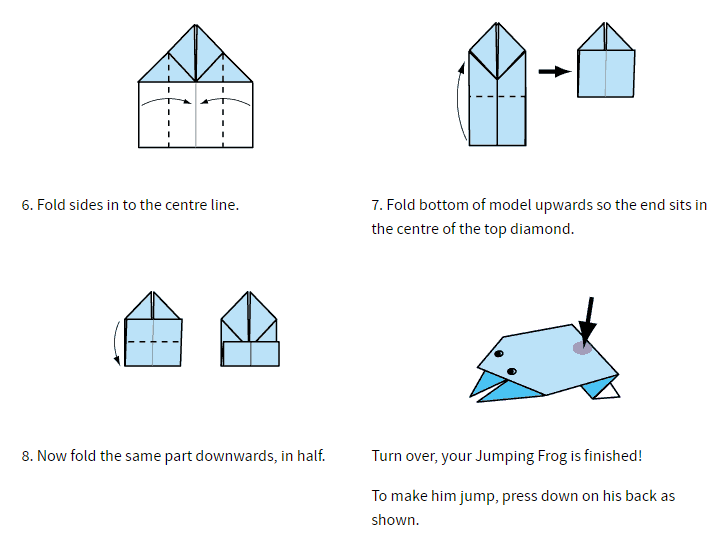 6. Fold sides in to the centre line.
7. Fold bottom of model upwards so the end sits in
the centre of the top diamond.
8. Now fold the same part downwards, in half.
Turn over, your Jumping Frog is finished!
To make him jump, press down on his back as
shown.